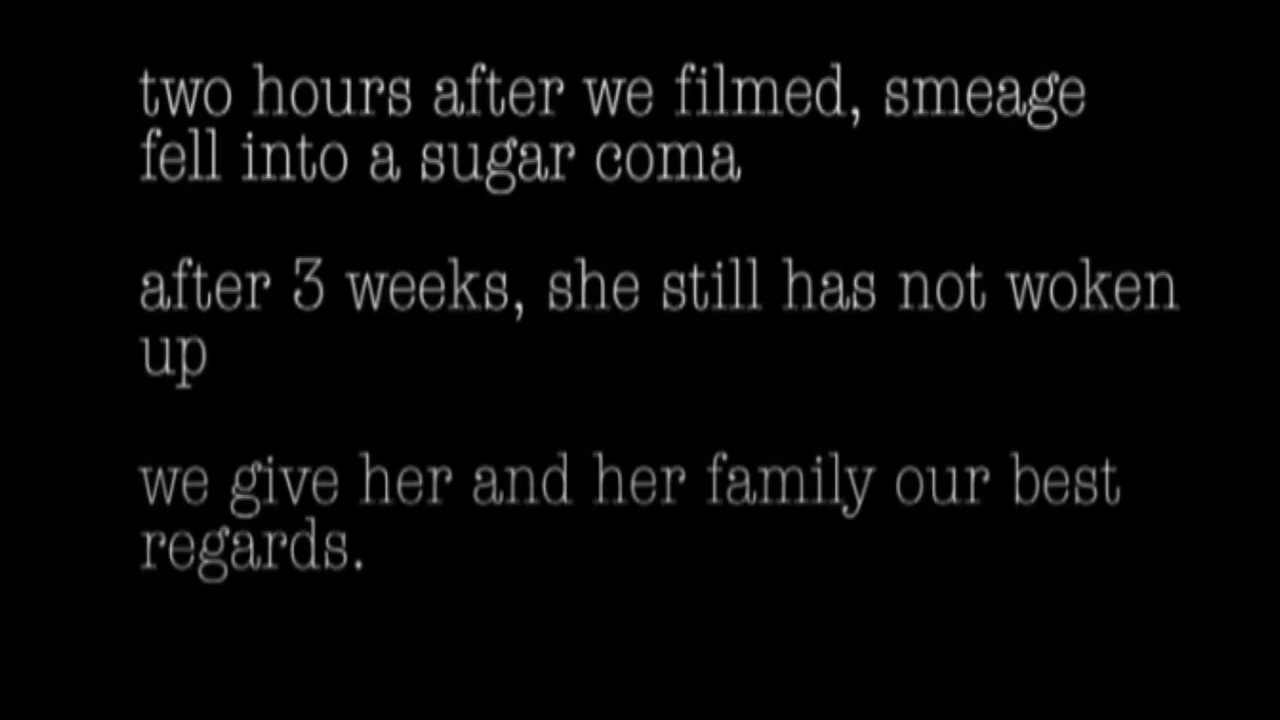 two hours after we filmed, smeage
fell into a sugar coma
after 3 weeks, she still has not woken
up
we give her and her family our best
regards.